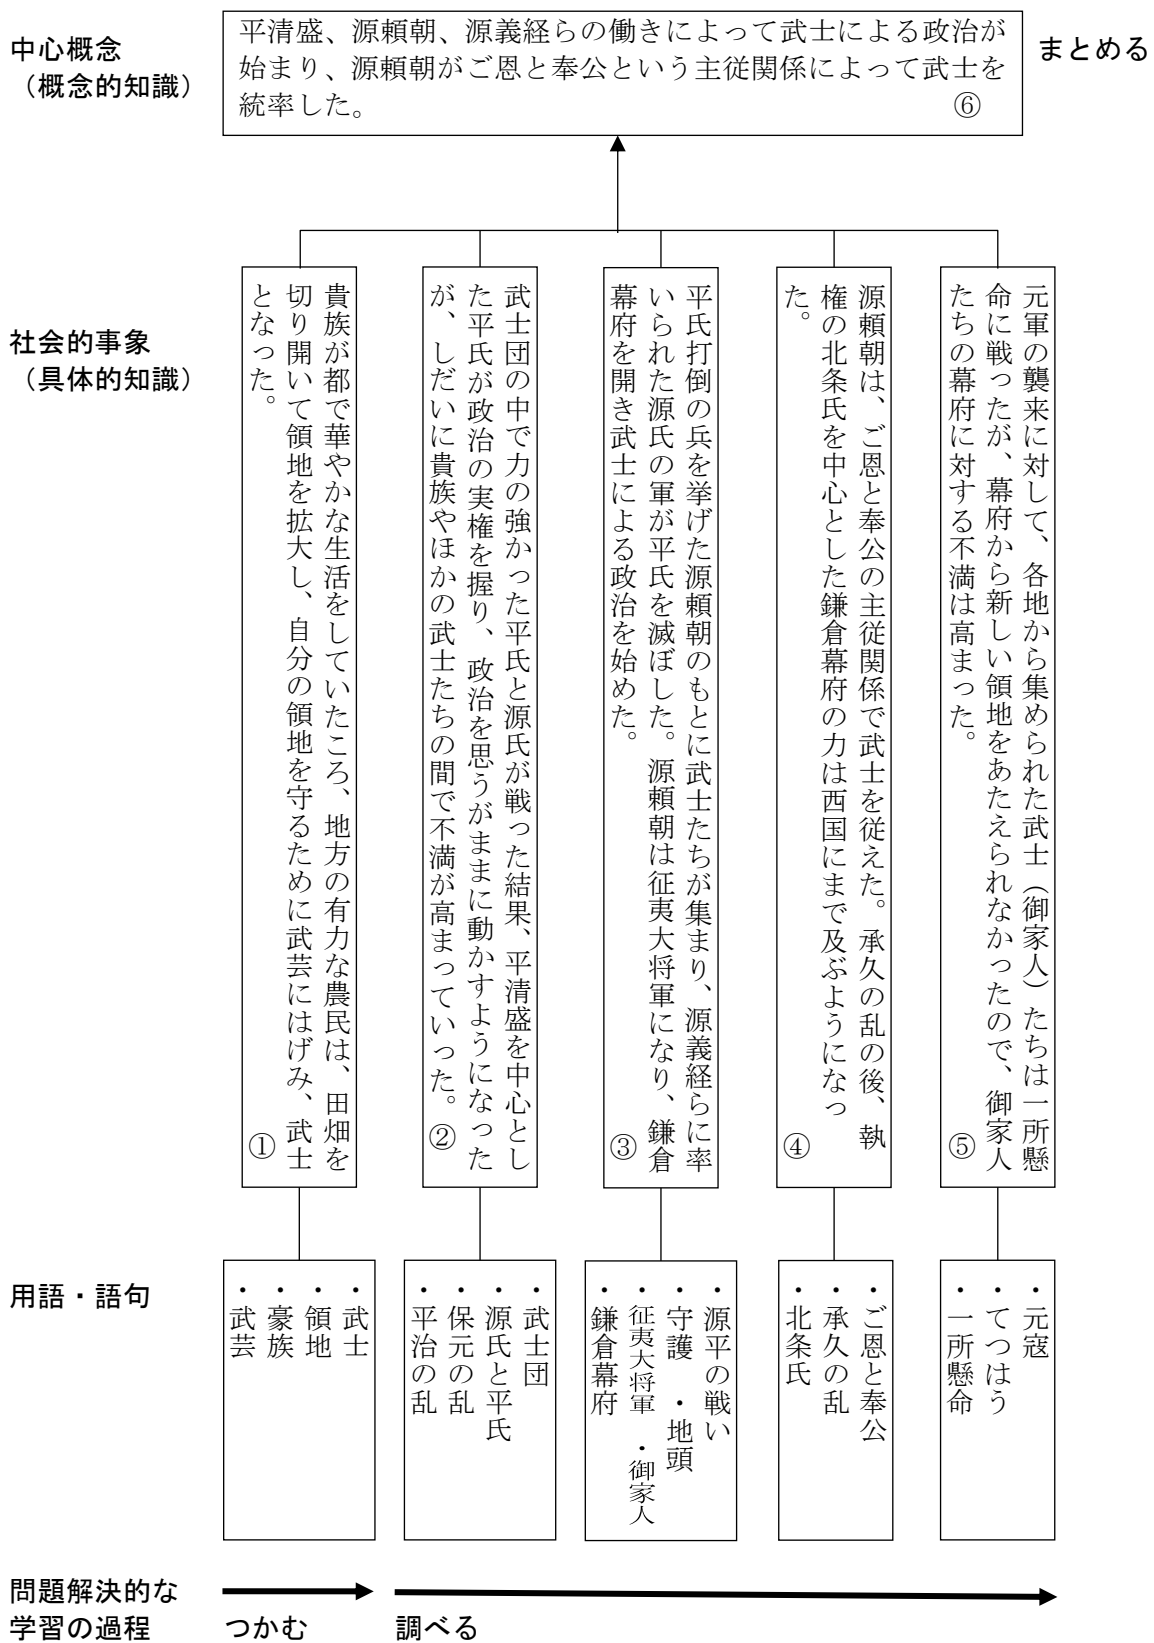 中心概念
（概念的知識）
平清盛、源頼朝、源義経らの働きによって武士による政治が
始まり、源頼朝がご恩と奉公という主従関係によって武士を
統率した。 ⑥
まとめる
社会的事象
（具体的知識）
貴族が都で華やかな生活をしていたころ、地方の有力な農民は、田畑を
切り開いて領地を拡大し、自分の領地を守るために武芸にはげみ、武士
となった。 ①
武士団の中で力の強かった平氏と源氏が戦った結果、平清盛を中心とし
た平氏が政治の実権を握り、政治を思うがままに動かすようになった
が、しだいに貴族やほかの武士たちの間で不満が高まっていった。 ②
平氏打倒の兵を挙げた源頼朝のもとに武士たちが集まり、源義経らに率
いられた源氏の軍が平氏を滅ぼした。源頼朝は征夷大将軍になり、鎌倉
幕府を開き武士による政治を始めた。 ③
源頼朝は、ご恩と奉公の主従関係で武士を従えた。承久の乱の後、執
権の北条氏を中心とした鎌倉幕府の力は西国にまで及ぶようになっ
た。 ④
元軍の襲来に対して、各地から集められた武士（御家人）たちは一所懸
命に戦ったが、幕府から新しい領地をあたえられなかったので、御家人
たちの幕府に対する不満は高まった。 ⑤
用語・語句
・武士
・領地
・豪族
・武芸
・武士団
・源氏と平氏
・保元の乱
・平治の乱
・源平の戦い
・守護 ・地頭
・征夷大将軍 ・御家人
・鎌倉幕府
・ご恩と奉公
・承久の乱
・北条氏
・元寇
・てつはう
・一所懸命
問題解決的な
学習の過程
つかむ
調べる